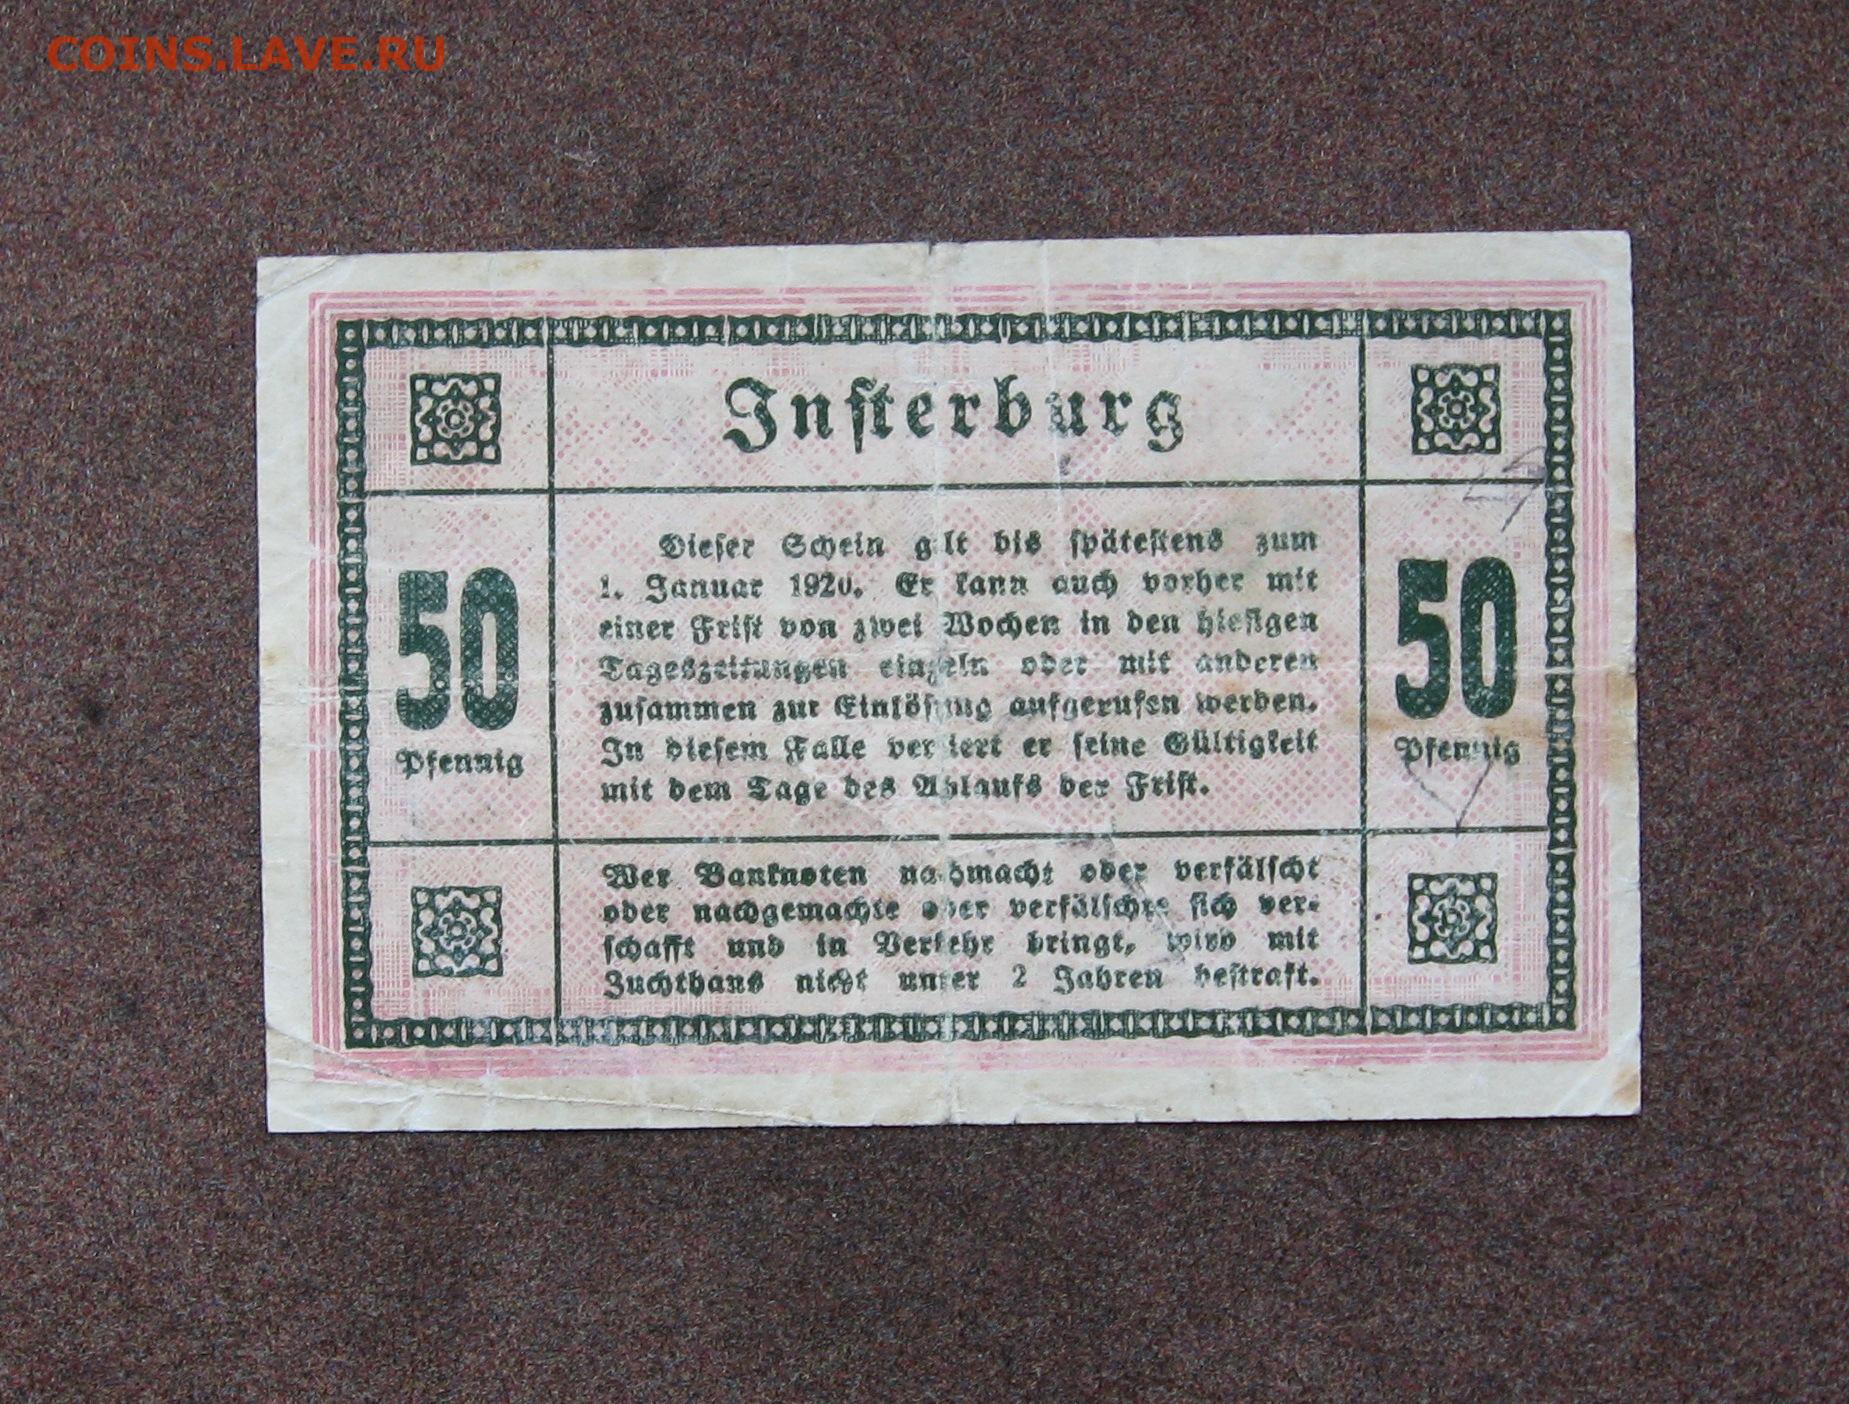 COINS.LAVE.RU
Insterburg
50
Pfennig
Dieser Schein gilt bis spätestens zum
1. Januar 1920. Er kann auch vorher mit
einer Frist von zwei Wochen in den hiesigen
Tageszeitungen einzeln oder mit anderen
zusammen zur Einlösung aufgerufen werden.
In diesem Falle verliert er seine Gültigkeit
mit dem Tage des Ablaufs der Frist.
50
Pfennig
Wer Banknoten nachmacht oder verfälscht
oder nachgemachte oder verfälschte sich ver-
schafft und in Verkehr bringt, wird mit
Zuchthaus nicht unter 2 Jahren bestraft.